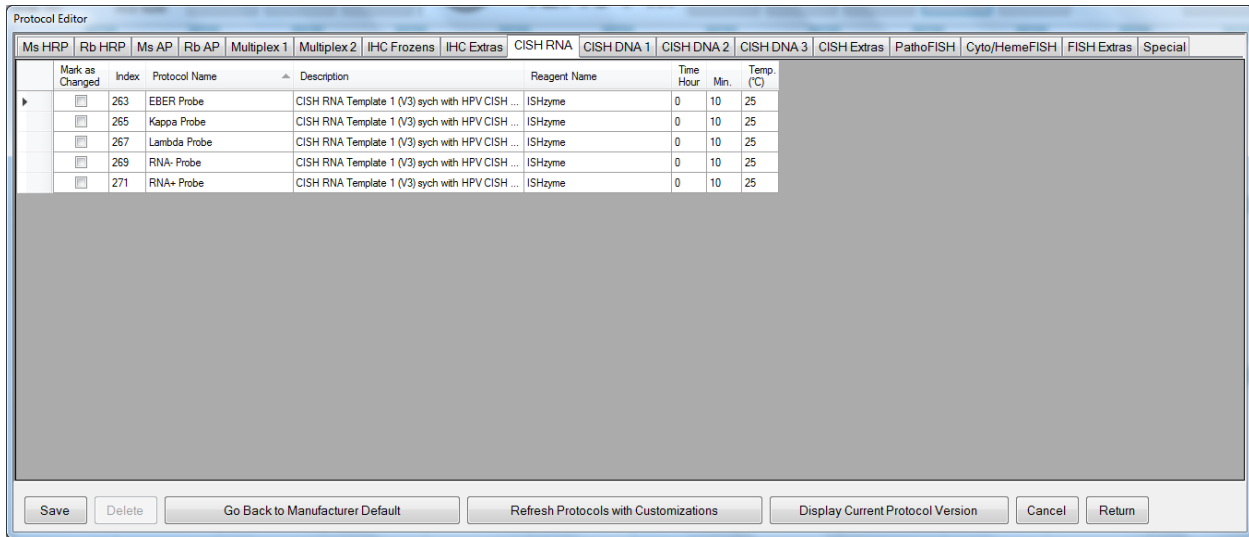 Protocol Editor
Ms HRP Rb HRP Ms AP Rb AP Multiplex 1 Multiplex 2 IHC Frozens IHC Extras CISH RNA CISH DNA 1 CISH DNA 2 CISH DNA 3 CISH Extras PathoFISH Cyto/HemeFISH FISH Extras Special
Mark as Changed Index Protocol Name Description Reagent Name Time Hour Min. Temp. (°C)
263 EBER Probe CISH RNA Template 1 (V3) sych with HPV CISH ... ISHzyme 0 10 25
265 Kappa Probe CISH RNA Template 1 (V3) sych with HPV CISH ... ISHzyme 0 10 25
267 Lambda Probe CISH RNA Template 1 (V3) sych with HPV CISH ... ISHzyme 0 10 25
269 RNA- Probe CISH RNA Template 1 (V3) sych with HPV CISH ... ISHzyme 0 10 25
271 RNA+ Probe CISH RNA Template 1 (V3) sych with HPV CISH ... ISHzyme 0 10 25
Save Delete Go Back to Manufacturer Default Refresh Protocols with Customizations Display Current Protocol Version Cancel Return